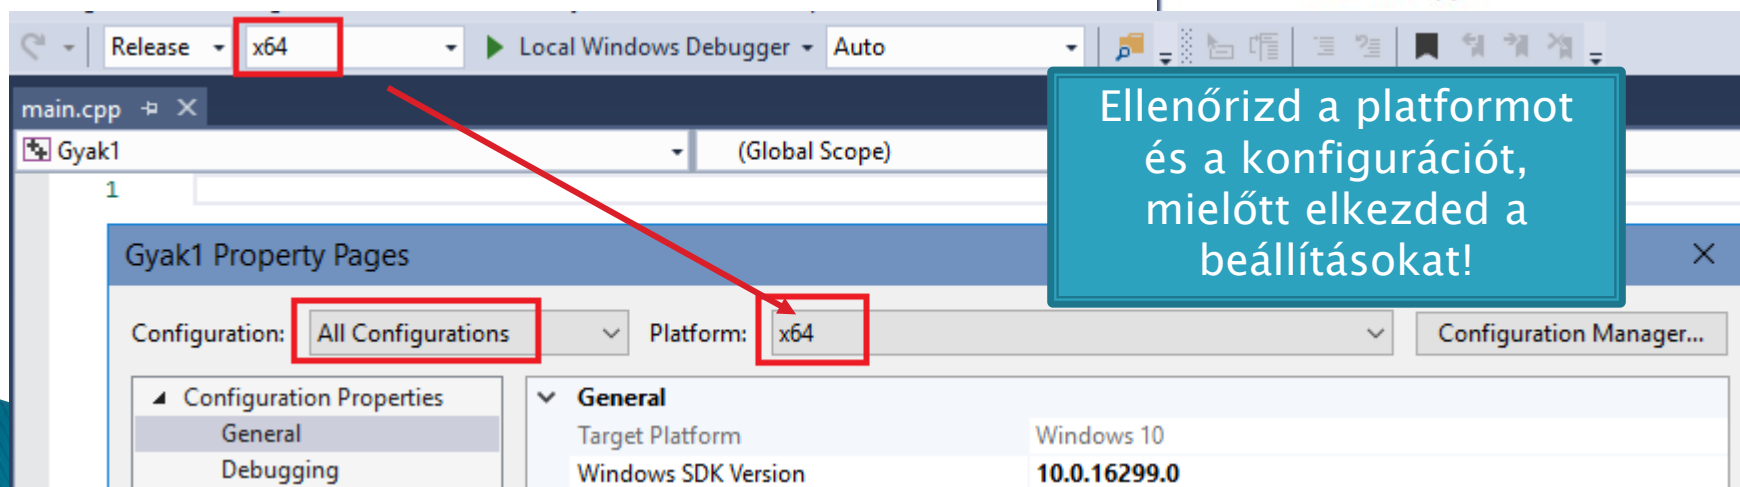 Release x64 Local Windows Debugger Auto
main.cpp
Gyak1 (Global Scope)
1
Ellenőrizd a platformot
és a konfigurációt,
mielőtt elkezded a
beállításokat!
Gyak1 Property Pages
Configuration: All Configurations Platform: x64 Configuration Manager...
Configuration Properties General
General Target Platform Windows 10
Debugging Windows SDK Version 10.0.16299.0